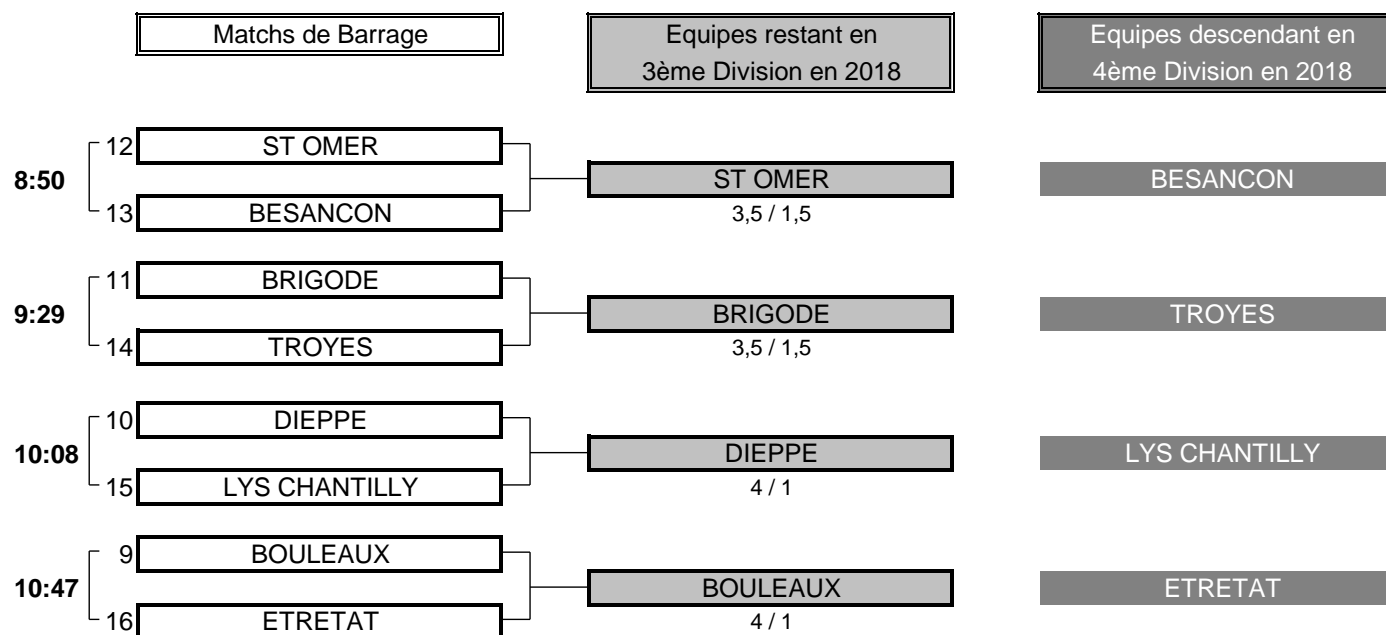 Matchs de Barrage
Equipes restant en
3ème Division en 2018
Equipes descendant en
4ème Division en 2018
12 ST OMER
8:50 ST OMER BESANCON
13 BESANCON 3,5 / 1,5
11 BRIGODE
9:29 BRIGODE TROYES
14 TROYES 3,5 / 1,5
10 DIEPPE
10:08 DIEPPE LYS CHANTILLY
15 LYS CHANTILLY 4 / 1
9 BOULEAUX
10:47 BOULEAUX ETRETAT
16 ETRETAT 4 / 1